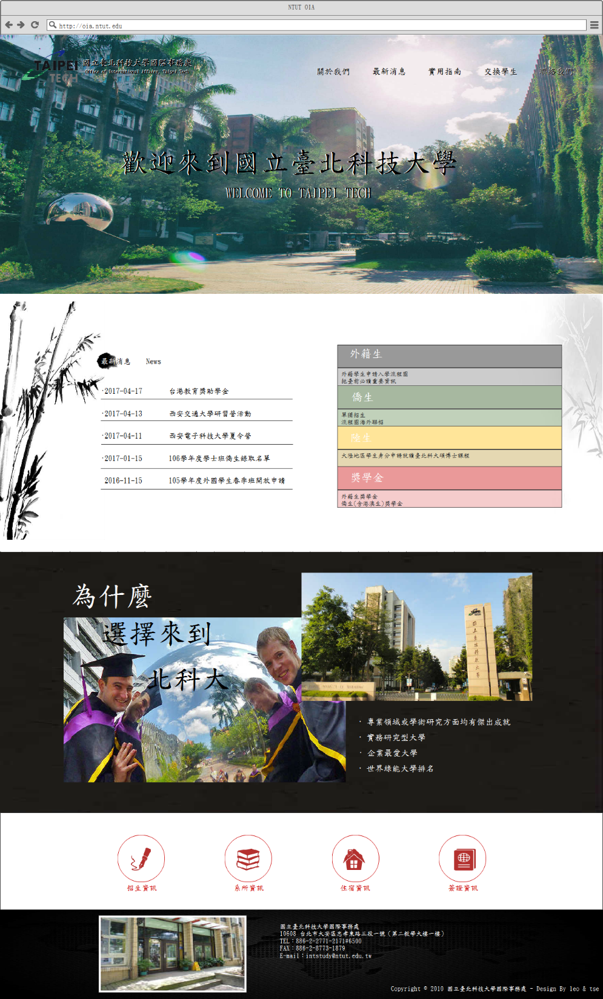 NTUT OIA
http://oia.ntut.edu
TAIPEI
TECH
國立臺北科技大學國際事務處
Office of International Affairs, Taipei Tech
關於我們 最新消息 實用指南 交換學生 聯絡我們
歡迎來到國立臺北科技大學
WELCOME TO TAIPEI TECH
最新消息 News
·2017-04-17 台港教育獎助學金
·2017-04-13 西安交通大學研習營活動
·2017-04-11 西安電子科技大學夏令營
·2017-01-15 106學年度學士班僑生錄取名單
2016-11-15 105學年度外國學生春季班開放申請
外籍生
外籍學生申請入學流程圖
抵臺前必讀重要資訊
僑生
單獨招生
流程圖海外聯招
陸生
大陸地區學生身分申請就讀臺北科大碩博士課程
獎學金
外籍生獎學金
僑生(含港澳生)獎學金
為什麼
選擇來到
北科大
國立臺北科技大學
· 專業領域或學術研究方面均有傑出成就
· 實務研究型大學
· 企業最愛大學
· 世界綠能大學排名
招生資訊 系所資訊 住宿資訊 簽證資訊
國立臺北科技大學國際事務處
10608 台北市大安區忠孝東路三段一號（第二教學大樓一樓）
TEL：886-2-2771-2171#6500
FAX：886-2-8773-1879
E-mail：intstudy@ntut.edu.tw
Copyright © 2010 國立臺北科技大學國際事務處 - Design By leo & tse